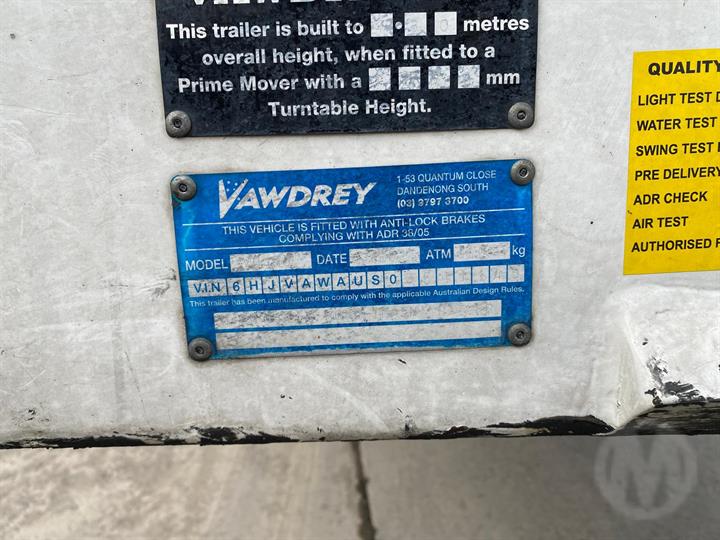 This trailer is built to . 0 metres
overall height, when fitted to a
Prime Mover with a mm
Turntable Height.
VAWDREY
1-53 QUANTUM CLOSE
DANDENONG SOUTH
(03) 9797 3700
THIS VEHICLE IS FITTED WITH ANTI-LOCK BRAKES
COMPLYING WITH ADR 38/05
MODEL DATE ATM kg
V.I.N 6HJVAWAUS0
This trailer has been manufactured to comply with the applicable Australian Design Rules.
QUALITY
LIGHT TEST
WATER TEST
SWING TEST
PRE DELIVERY
ADR CHECK
AIR TEST
AUTHORISED
M